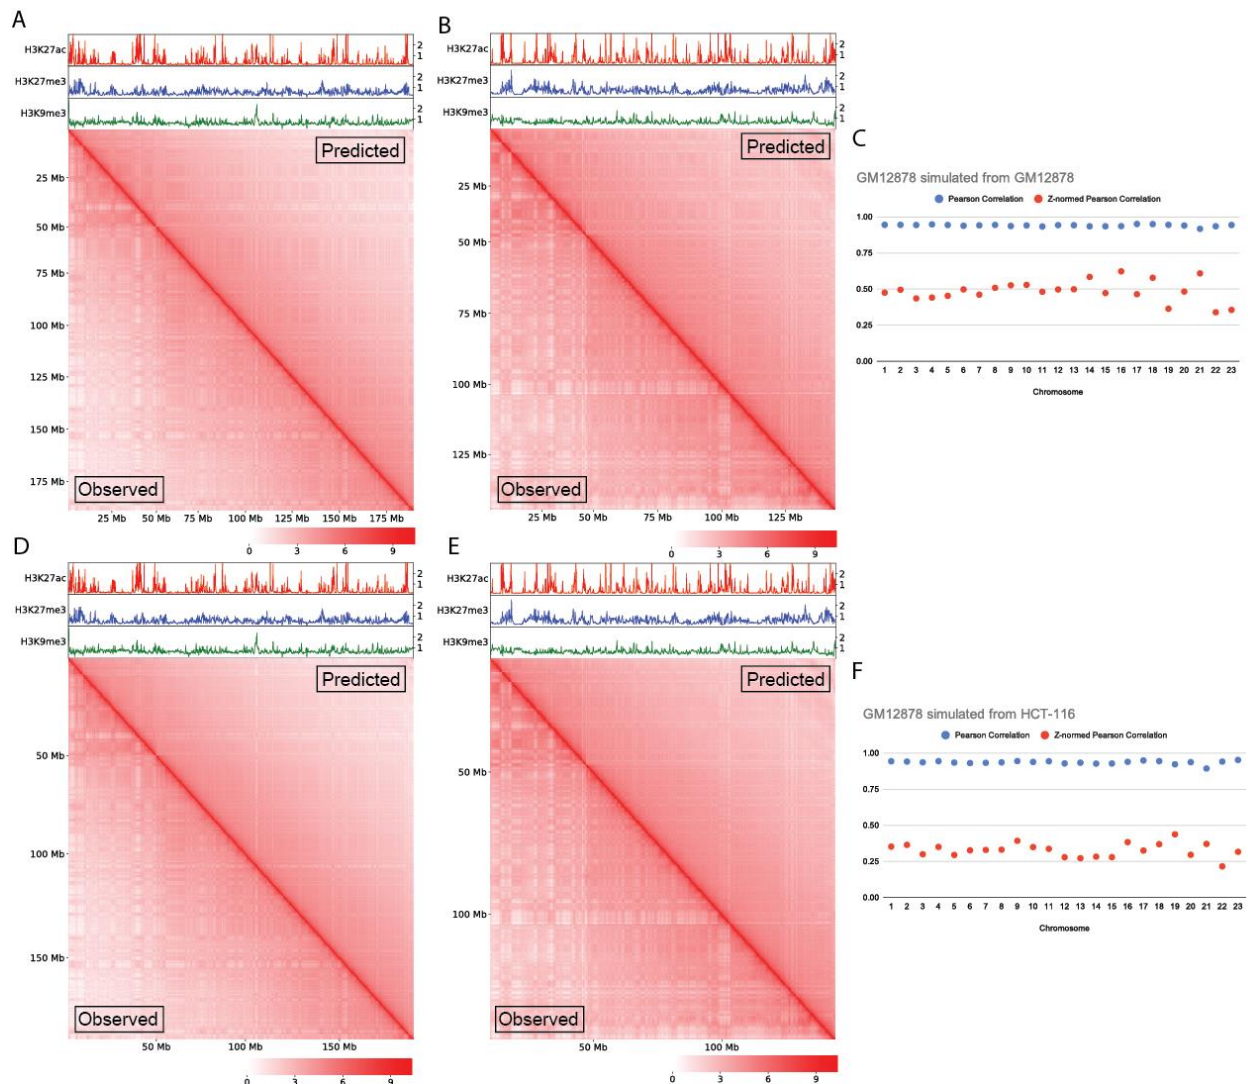 A
H3K27ac
2
1
H3K27me3
2
1
H3K9me3
2
1
Predicted
25 Mb
50 Mb
75 Mb
100 Mb
125 Mb
150 Mb
175 Mb
Observed
25 Mb 50 Mb 75 Mb 100 Mb 125 Mb 150 Mb 175 Mb
0 3 6 9
B
H3K27ac
2
1
H3K27me3
2
1
H3K9me3
2
1
Predicted
25 Mb
50 Mb
75 Mb
100 Mb
125 Mb
Observed
25 Mb 50 Mb 75 Mb 100 Mb 125 Mb
0 3 6 9
C
GM12878 simulated from GM12878
Pearson Correlation Z-normed Pearson Correlation
1.00
0.75
0.50
0.25
0.00
1 2 3 4 5 6 7 8 9 10 11 12 13 14 15 16 17 18 19 20 21 22 23
Chromosome
D
H3K27ac
2
1
H3K27me3
2
1
H3K9me3
2
1
Predicted
50 Mb
100 Mb
150 Mb
Observed
50 Mb 100 Mb 150 Mb
0 3 6 9
E
H3K27ac
2
1
H3K27me3
2
1
H3K9me3
2
1
Predicted
50 Mb
100 Mb
Observed
50 Mb 100 Mb
0 3 6 9
F
GM12878 simulated from HCT-116
Pearson Correlation Z-normed Pearson Correlation
1.00
0.75
0.50
0.25
0.00
1 2 3 4 5 6 7 8 9 10 11 12 13 14 15 16 17 18 19 20 21 22 23
Chromosome